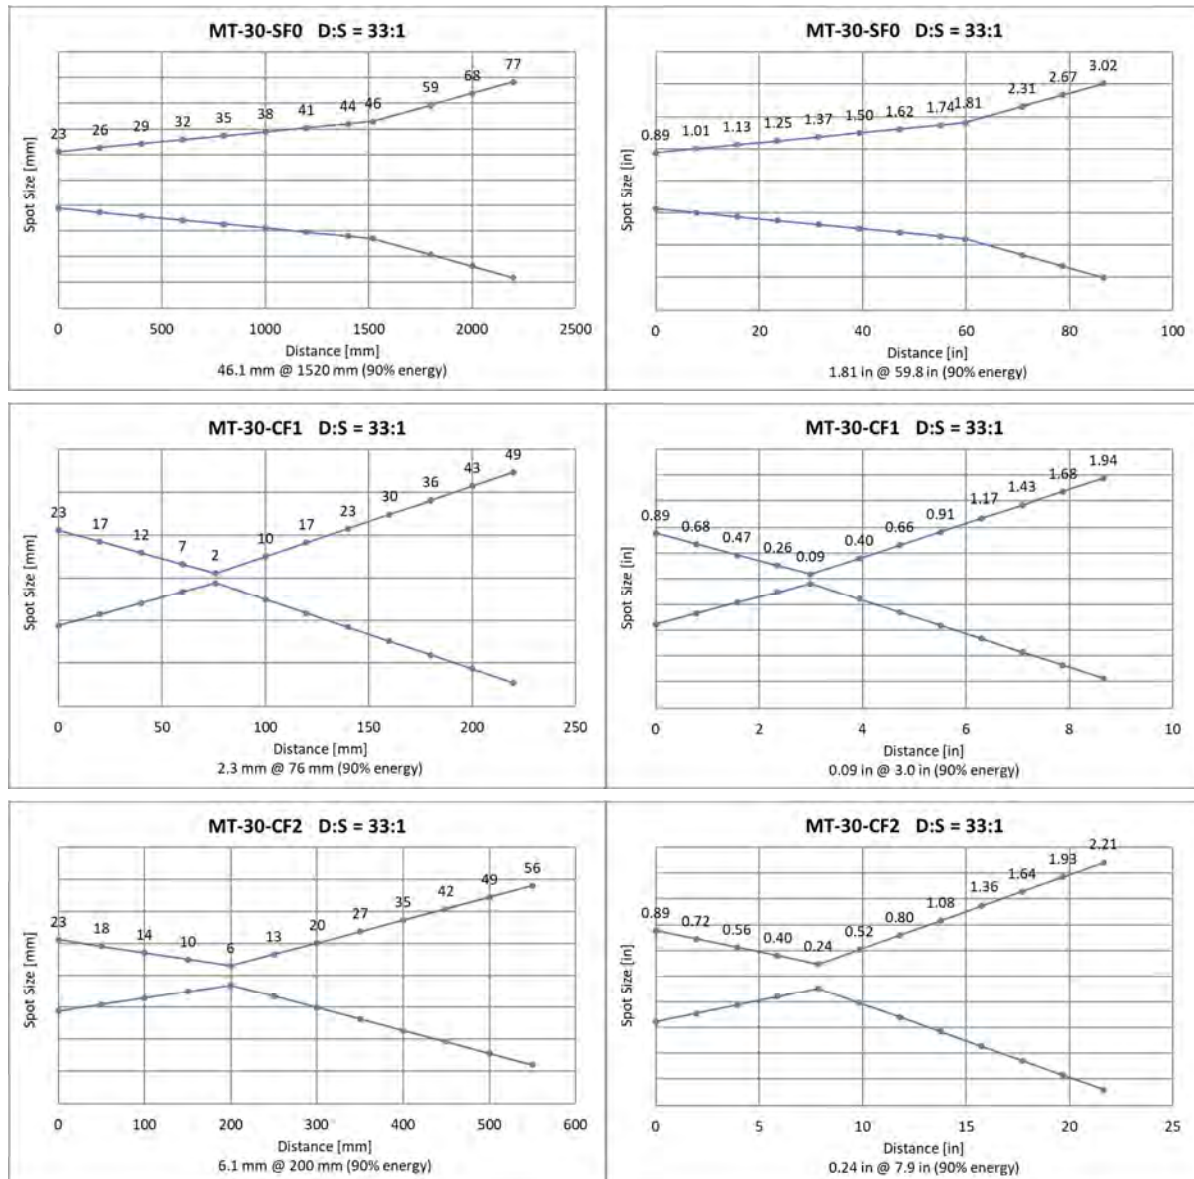 MT-30-SF0 D:S = 33:1
77
68
59
46
44
41
38
35
32
29
26
23
Spot Size [mm]
0 500 1000 1500 2000 2500
Distance [mm]
46.1 mm @ 1520 mm (90% energy)
MT-30-SF0 D:S = 33:1
3.02
2.67
2.31
1.81
1.74
1.62
1.50
1.37
1.25
1.13
1.01
0.89
Spot Size [in]
0 20 40 60 80 100
Distance [in]
1.81 in @ 59.8 in (90% energy)
MT-30-CF1 D:S = 33:1
23 17 12 7 2 10 17 23 30 36 43 49
Spot Size [mm]
0 50 100 150 200 250
Distance [mm]
2.3 mm @ 76 mm (90% energy)
MT-30-CF1 D:S = 33:1
0.89 0.68 0.47 0.26 0.09 0.40 0.66 0.91 1.17 1.43 1.68 1.94
Spot Size [in]
0 2 4 6 8 10
Distance [in]
0.09 in @ 3.0 in (90% energy)
MT-30-CF2 D:S = 33:1
23 18 14 10 6 13 20 27 35 42 49 56
Spot Size [mm]
0 50 100 200 300 400 500 600
Distance [mm]
6.1 mm @ 200 mm (90% energy)
MT-30-CF2 D:S = 33:1
0.89 0.72 0.56 0.40 0.24 0.52 0.80 1.08 1.36 1.64 1.93 2.21
Spot Size [in]
0 5 10 15 20 25
Distance [in]
0.24 in @ 7.9 in (90% energy)